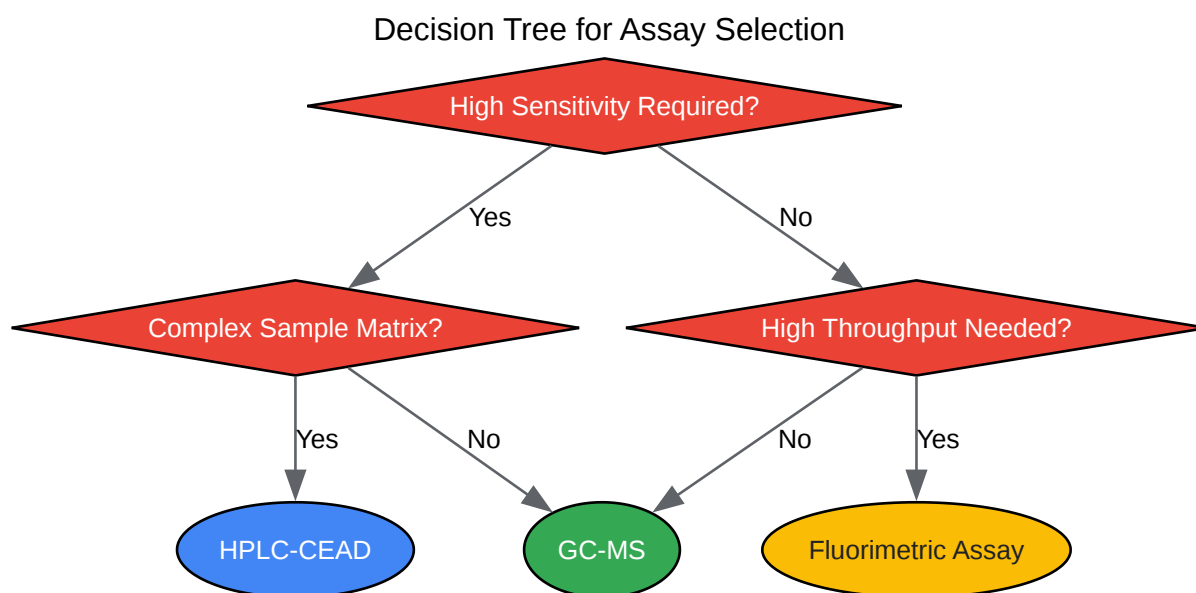 Decision Tree for Assay Selection
High Sensitivity Required?
Yes
No
Complex Sample Matrix?
High Throughput Needed?
Yes
No
No
Yes
HPLC-CEAD
GC-MS
Fluorimetric Assay